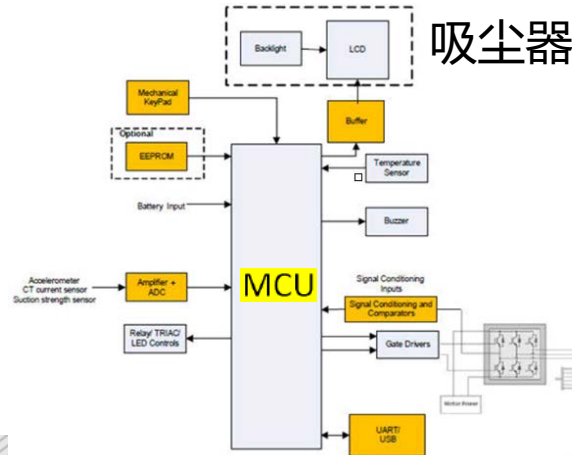 吸尘器
Backlight
LCD
Mechanical
KeyPad
Buffer
Optional
EEPROM
Temperature
Sensor
Battery Input
Buzzer
MCU
Accelerometer
CT current sensor
Suction strength sensor
Amplifier +
ADC
Signal Conditioning
Inputs
Signal Conditioning and
Comparators
Relay/ TRIAC/
LED Controls
Gate Drivers
Motor Power
UART/
USB